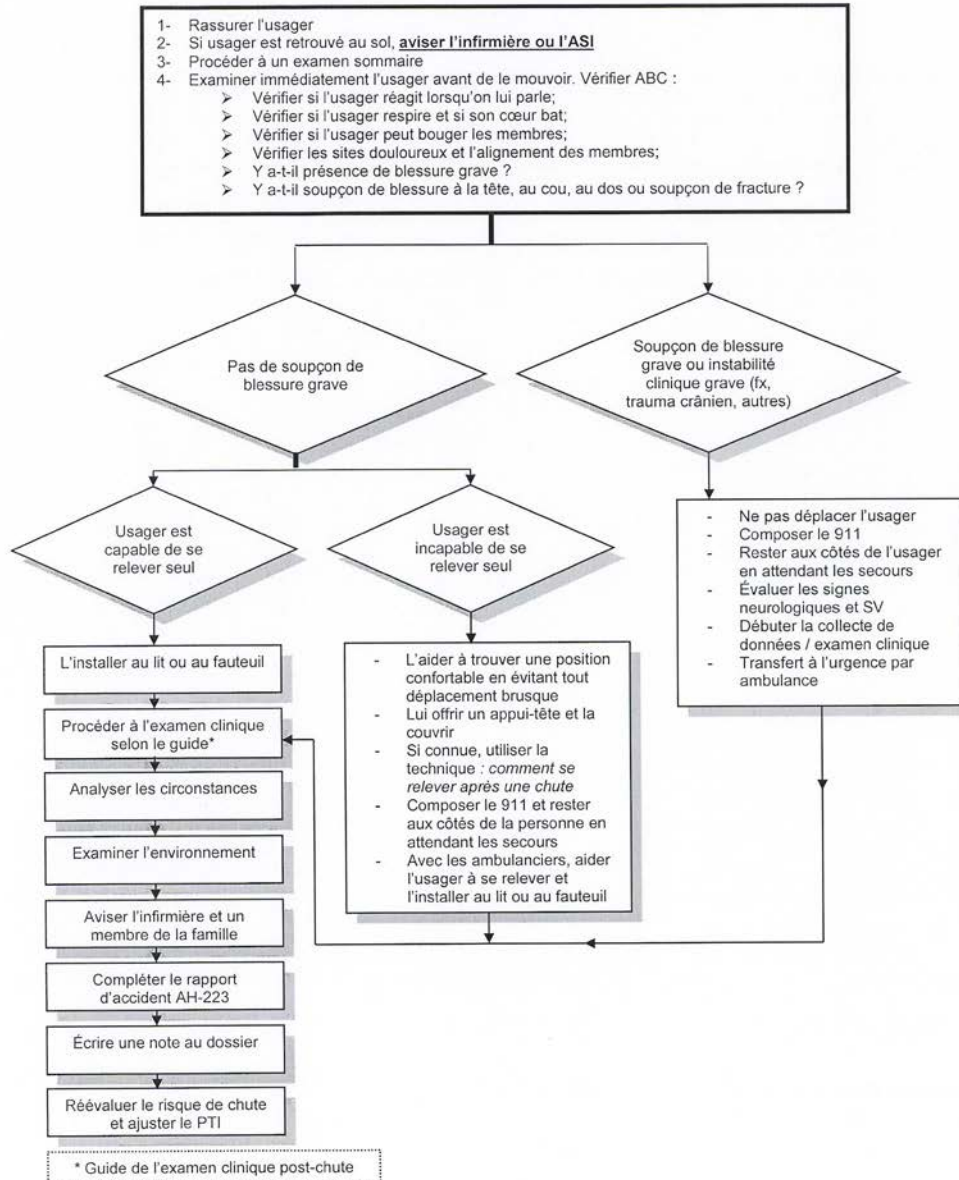 1- Rassurer l'usager
2- Si usager est retrouvé au sol, aviser l'infirmière ou l'ASI
3- Procéder à un examen sommaire
4- Examiner immédiatement l'usager avant de le mouvoir. Vérifier ABC :
➢ Vérifier si l'usager réagit lorsqu'on lui parle;
➢ Vérifier si l'usager respire et si son cœur bat;
➢ Vérifier si l'usager peut bouger les membres;
➢ Vérifier les sites douloureux et l'alignement des membres;
➢ Y a-t-il présence de blessure grave ?
➢ Y a-t-il soupçon de blessure à la tête, au cou, au dos ou soupçon de fracture ?
Pas de soupçon de
blessure grave
Soupçon de blessure
grave ou instabilité
clinique grave (fx,
trauma crânien, autres)
Usager est
capable de se
relever seul
Usager est
incapable de se
relever seul
- Ne pas déplacer l'usager
- Composer le 911
- Rester aux côtés de l'usager
en attendant les secours
- Évaluer les signes
neurologiques et SV
- Débuter la collecte de
données / examen clinique
- Transfert à l'urgence par
ambulance
L'installer au lit ou au fauteuil
Procéder à l'examen clinique
selon le guide*
Analyser les circonstances
Examiner l'environnement
Aviser l'infirmière et un
membre de la famille
Compléter le rapport
d'accident AH-223
Écrire une note au dossier
Réévaluer le risque de chute
et ajuster le PTI
- L'aider à trouver une position
confortable en évitant tout
déplacement brusque
- Lui offrir un appui-tête et la
couvrir
- Si connue, utiliser la
technique : comment se
relever après une chute
- Composer le 911 et rester
aux côtés de la personne en
attendant les secours
- Avec les ambulanciers, aider
l'usager à se relever et
l'installer au lit ou au fauteuil
* Guide de l'examen clinique post-chute